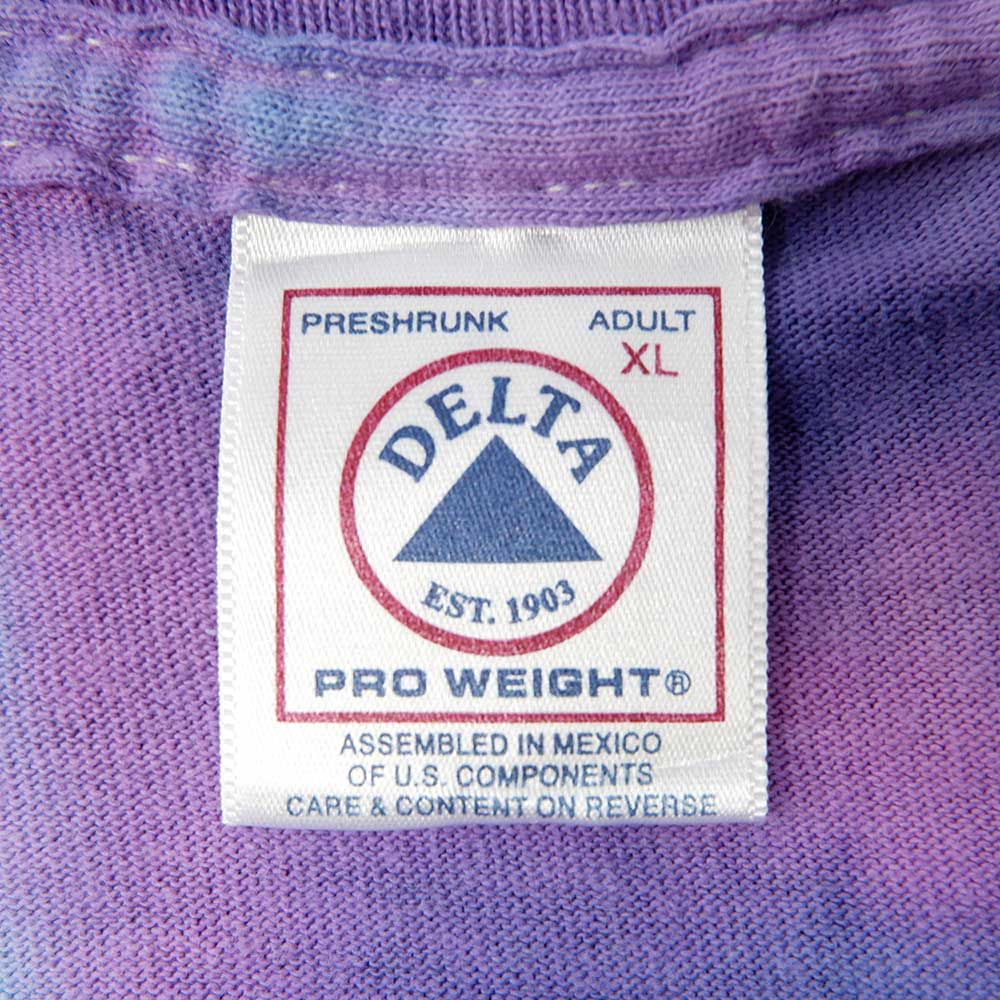 PRESHRUNK ADULT
XL
DELTA
EST. 1903
PRO WEIGHT®
ASSEMBLED IN MEXICO
OF U.S. COMPONENTS
CARE & CONTENT ON REVERSE